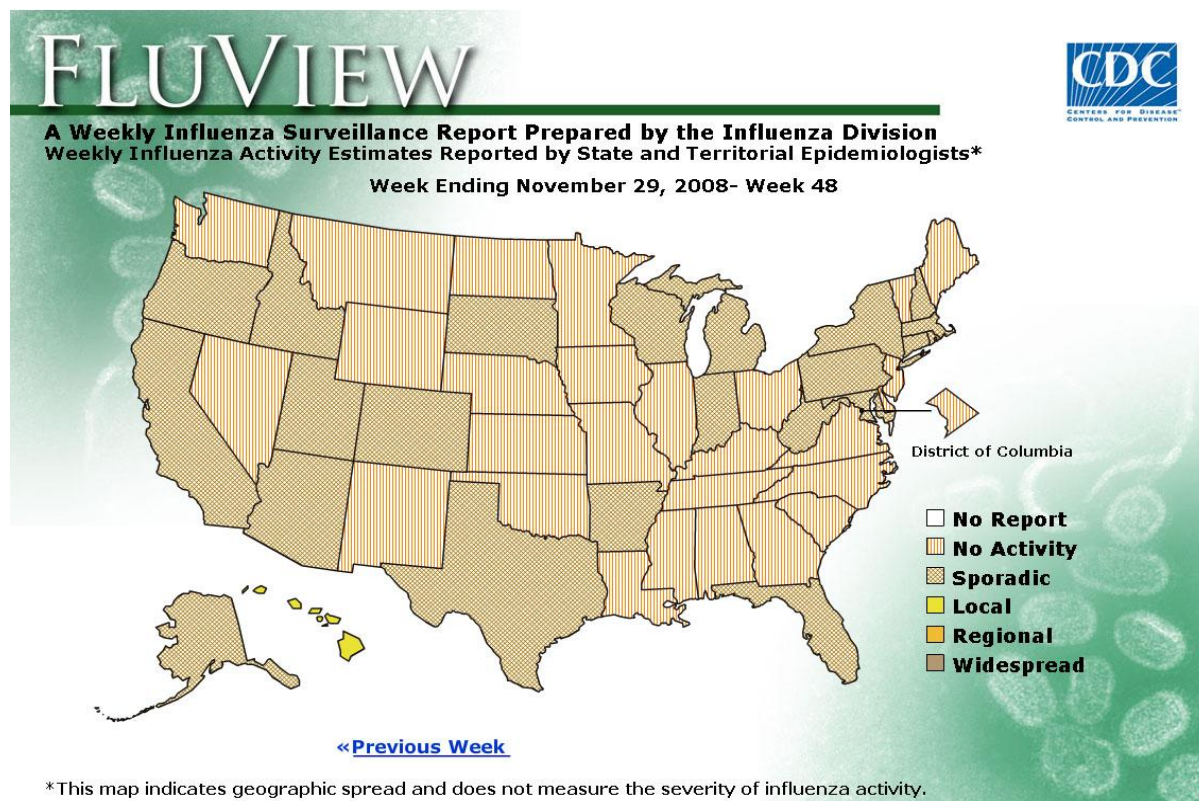 FLUVIEW
CDC
CENTERS FOR DISEASE
CONTROL AND PREVENTION
A Weekly Influenza Surveillance Report Prepared by the Influenza Division
Weekly Influenza Activity Estimates Reported by State and Territorial Epidemiologists*
Week Ending November 29, 2008- Week 48
District of Columbia
No Report
No Activity
Sporadic
Local
Regional
Widespread
«Previous Week
*This map indicates geographic spread and does not measure the severity of influenza activity.